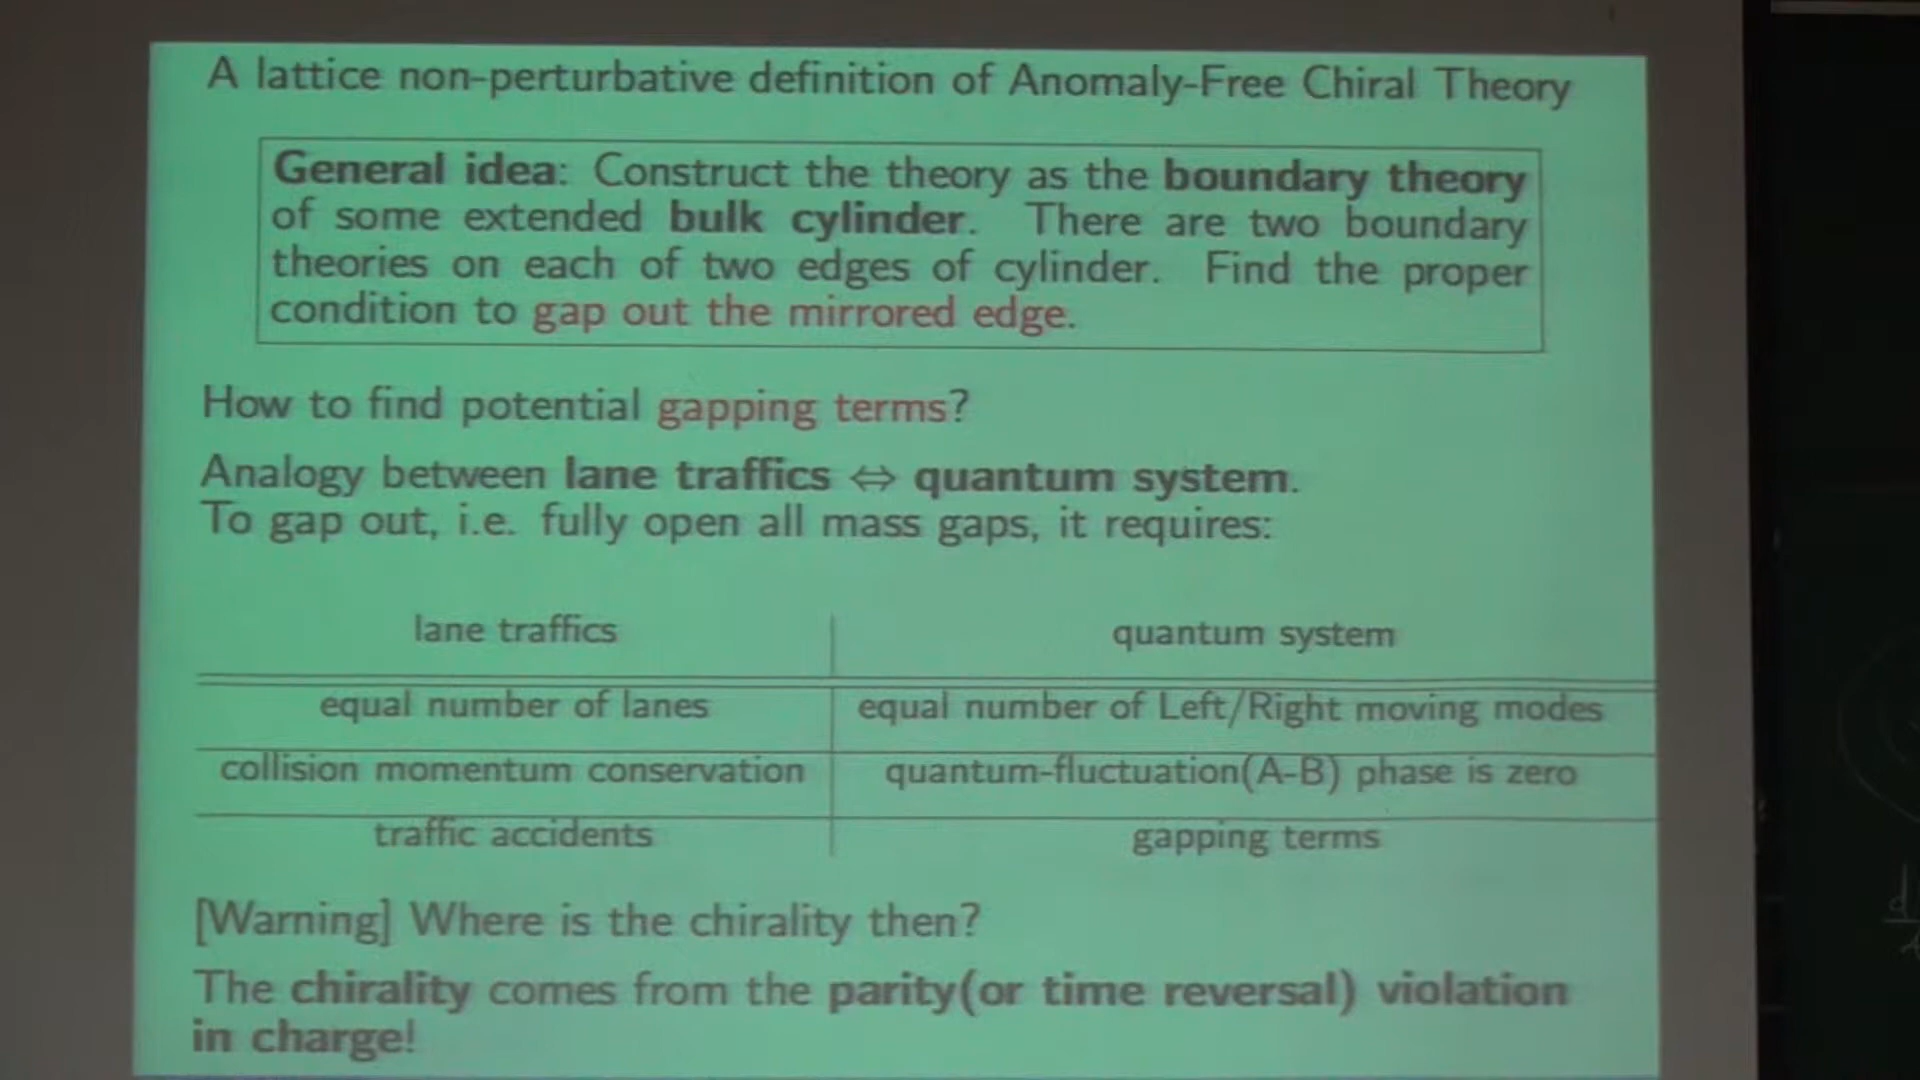 A lattice non-perturbative definition of Anomaly-Free Chiral Theory
General idea: Construct the theory as the boundary theory
of some extended bulk cylinder. There are two boundary
theories on each of two edges of cylinder. Find the proper
condition to gap out the mirrored edge.
How to find potential gapping terms?
Analogy between lane traffics ⇔ quantum system.
To gap out, i.e. fully open all mass gaps, it requires:
lane traffics quantum system
equal number of lanes equal number of Left/Right moving modes
collision momentum conservation quantum-fluctuation(A-B) phase is zero
traffic accidents gapping terms
[Warning] Where is the chirality then?
The chirality comes from the parity(or time reversal) violation
in charge!